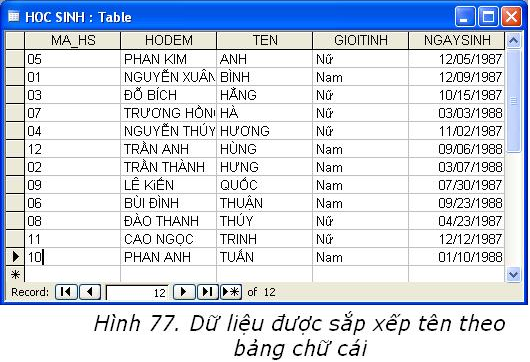 HOC SINH : Table
MA_HS HODEM TEN GIOITINH NGAYSINH
05 PHAN KIM ANH Nữ 12/05/1987
01 NGUYỄN XUÂN BÌNH Nam 12/09/1987
03 ĐỖ BÍCH HẰNG Nữ 10/15/1987
07 TRƯƠNG HỒNG HÀ Nữ 03/03/1988
04 NGUYỄN THÚY HƯƠNG Nữ 11/02/1987
12 TRẦN ANH HÙNG Nam 09/06/1988
02 TRẦN THÀNH HƯNG Nam 03/07/1988
09 LÊ KIẾN QUỐC Nam 07/30/1987
06 BÙI ĐÌNH THUẬN Nam 09/23/1988
08 ĐÀO THANH THÚY Nữ 04/23/1987
11 CAO NGỌC TRINH Nữ 12/12/1987
10 PHAN ANH TUẤN Nam 01/10/1988
Record: 12 of 12
Hình 77. Dữ liệu được sắp xếp tên theo
bảng chữ cái